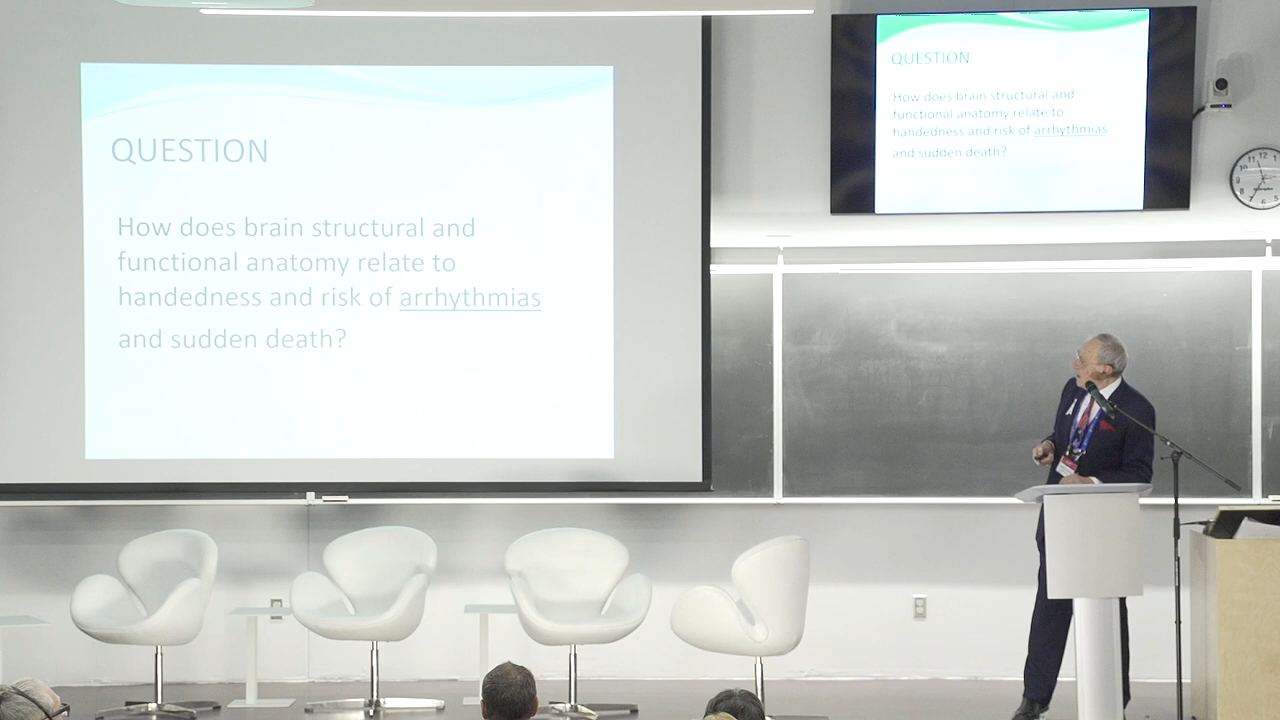 QUESTION
How does brain structural and
functional anatomy relate to
handedness and risk of arrhythmias
and sudden death?
QUESTION
How does brain structural and
functional anatomy relate to
handedness and risk of arrhythmias
and sudden death?